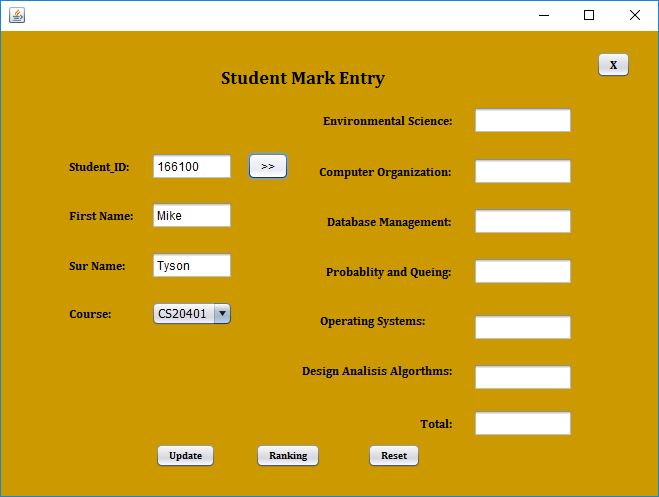 X
Student Mark Entry
Environmental Science:
Student_ID: 166100 >>
Computer Organization:
First Name: Mike
Database Management:
Sur Name: Tyson
Probablity and Queing:
Course: CS20401
Operating Systems:
Design Analisis Algorthms:
Total:
Update Ranking Reset